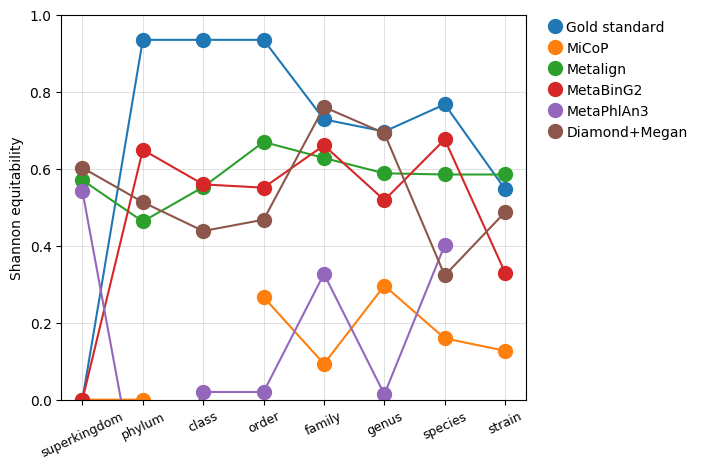 1.0
0.8
0.6
0.4
0.2
0.0
Shannon equitability
superkingdom
phylum
class
order
family
genus
species
strain
Gold standard
MiCoP
Metalign
MetaBinG2
MetaPhlAn3
Diamond+Megan